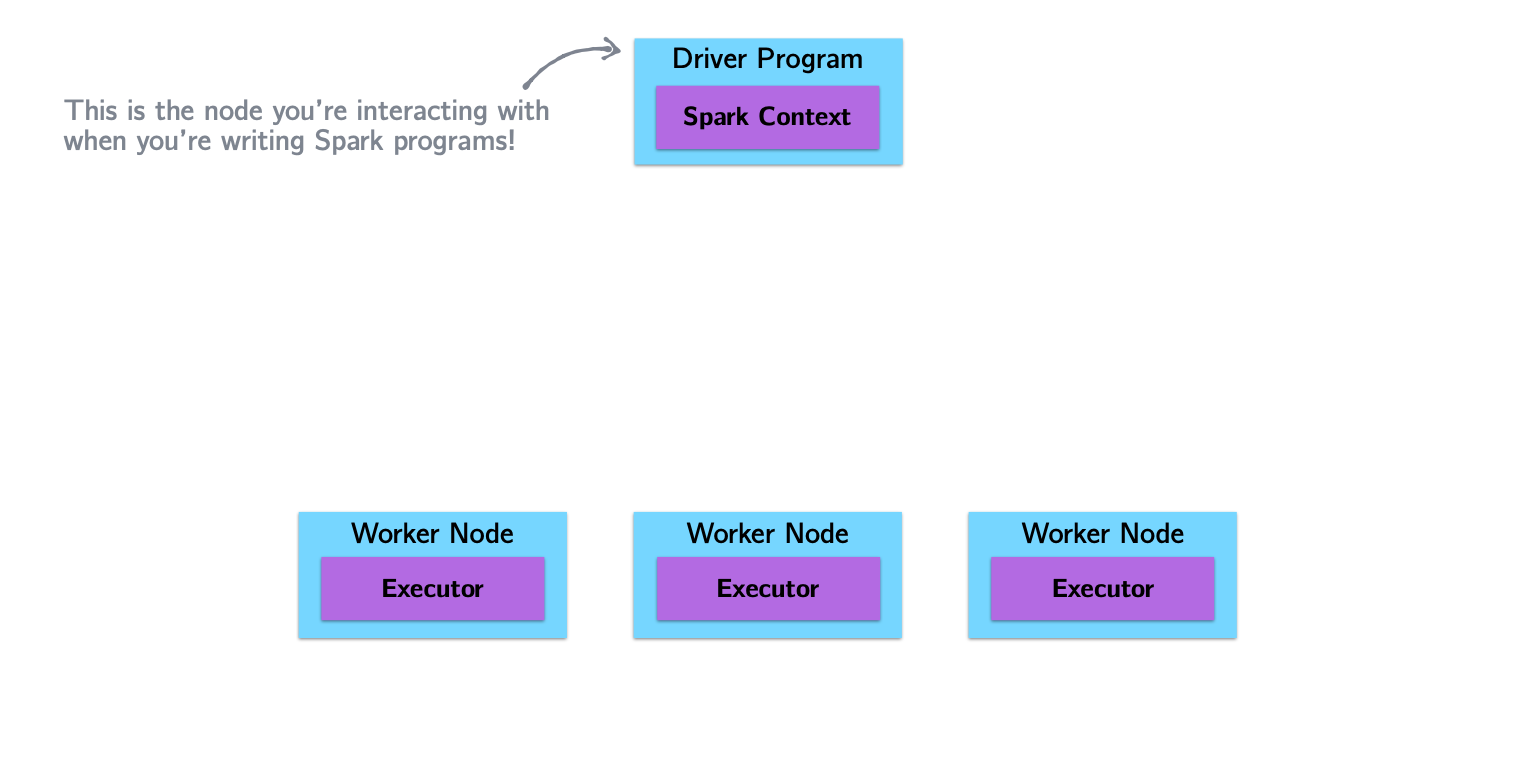 Driver Program
Spark Context
This is the node you're interacting with
when you're writing Spark programs!
Worker Node
Executor
Worker Node
Executor
Worker Node
Executor